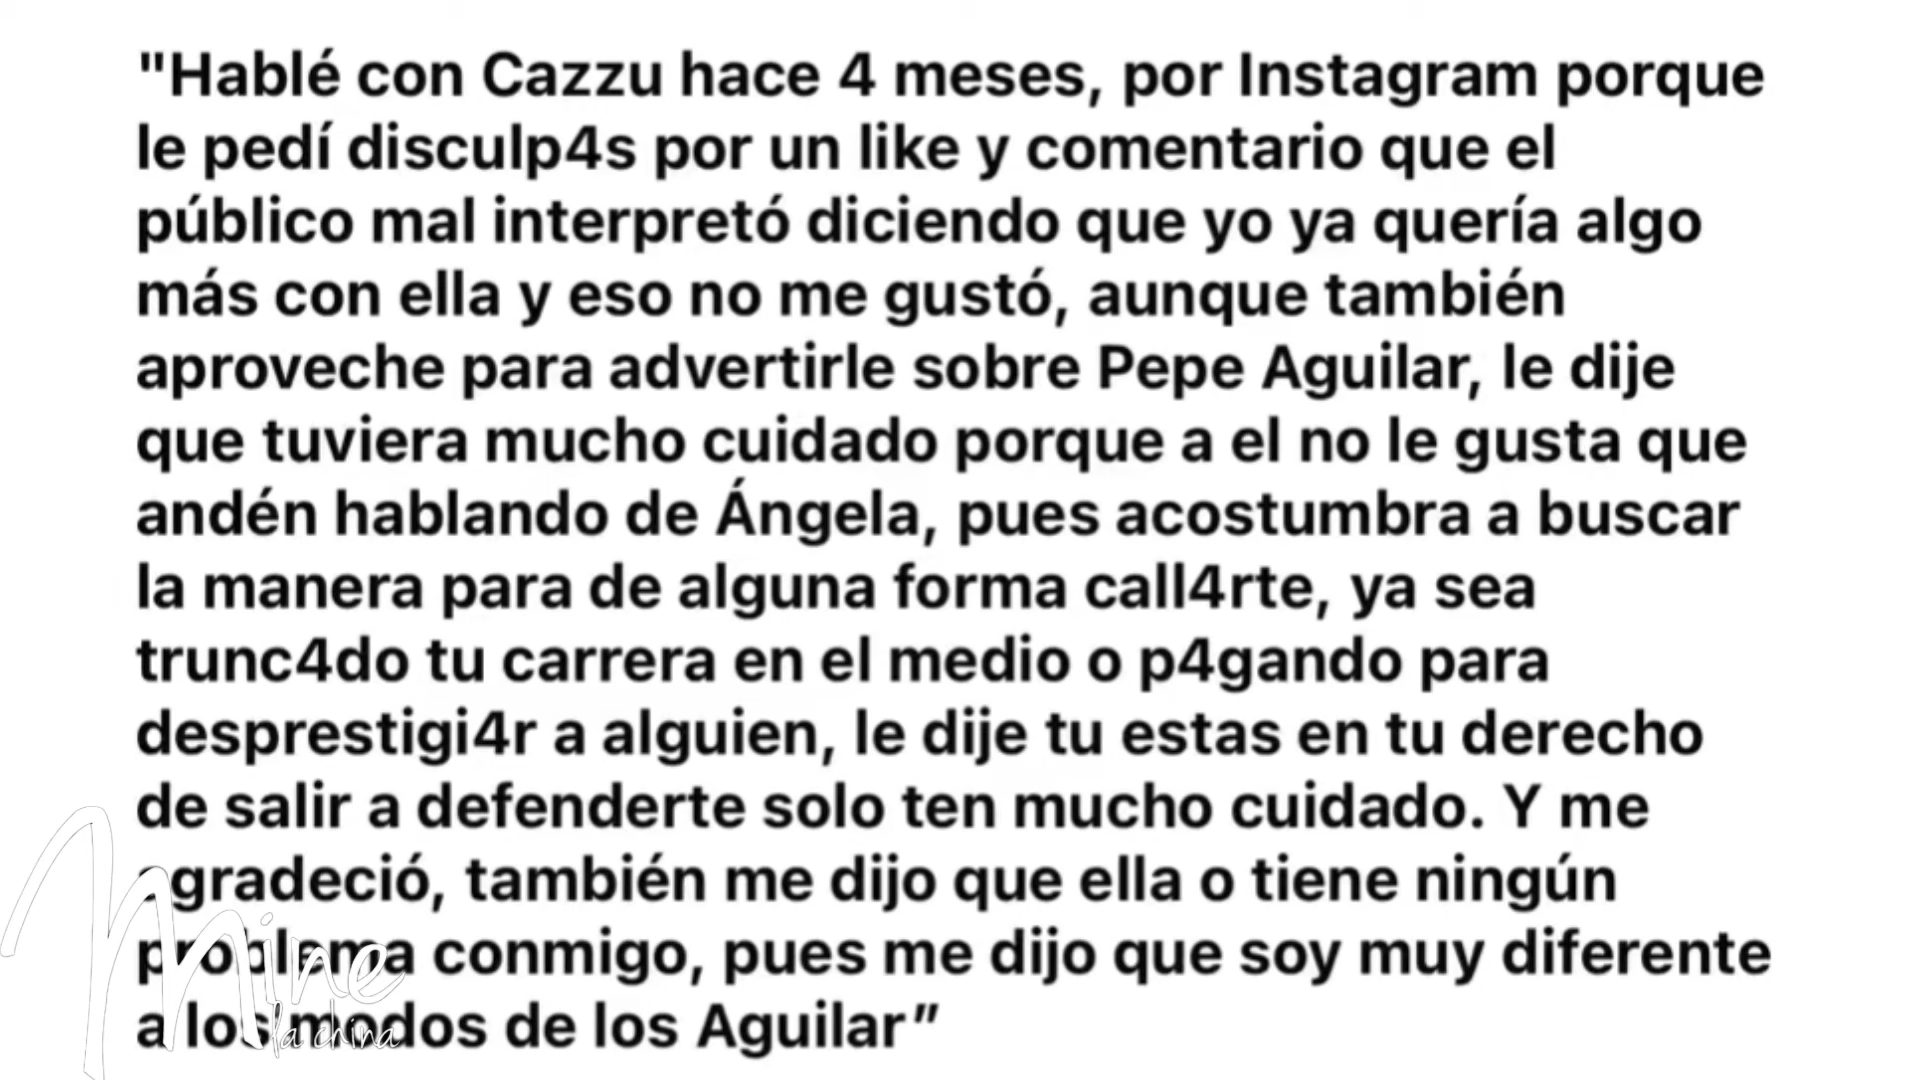 "Hablé con Cazzu hace 4 meses, por Instagram porque
le pedí disculp4s por un like y comentario que el
público mal interpretó diciendo que yo ya quería algo
más con ella y eso no me gustó, aunque también
aproveche para advertirle sobre Pepe Aguilar, le dije
que tuviera mucho cuidado porque a el no le gusta que
andén hablando de Ángela, pues acostumbra a buscar
la manera para de alguna forma call4rte, ya sea
trunc4do tu carrera en el medio o p4gando para
desprestigi4r a alguien, le dije tu estas en tu derecho
de salir a defenderte solo ten mucho cuidado. Y me
agradeció, también me dijo que ella o tiene ningún
problema conmigo, pues me dijo que soy muy diferente
a los modos de los Aguilar”
Mine
la china